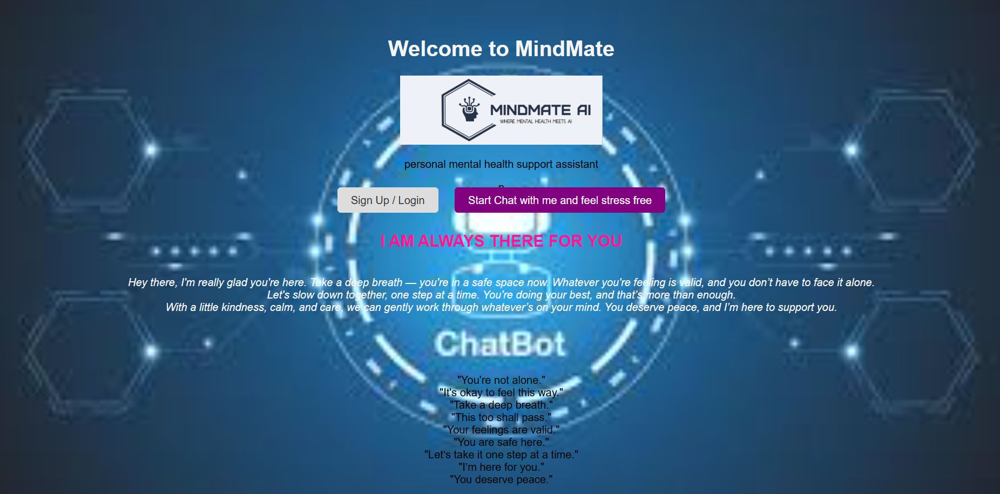 Welcome to MindMate
MINDMATE AI
WHERE MENTAL HEALTH MEETS AI
personal mental health support assistant
Sign Up / Login
Start Chat with me and feel stress free
I AM ALWAYS THERE FOR YOU
Hey there, I'm really glad you're here. Take a deep breath — you're in a safe space now. Whatever you're feeling is valid, and you don’t have to face it alone.
Let's slow down together, one step at a time. You're doing your best, and that’s more than enough.
With a little kindness, calm, and care, we can gently work through whatever’s on your mind. You deserve peace, and I’m here to support you.
ChatBot
"You're not alone."
"It's okay to feel this way."
"Take a deep breath."
"This too shall pass."
"Your feelings are valid."
"You are safe here."
"Let’s take it one step at a time."
"I’m here for you."
"You deserve peace."